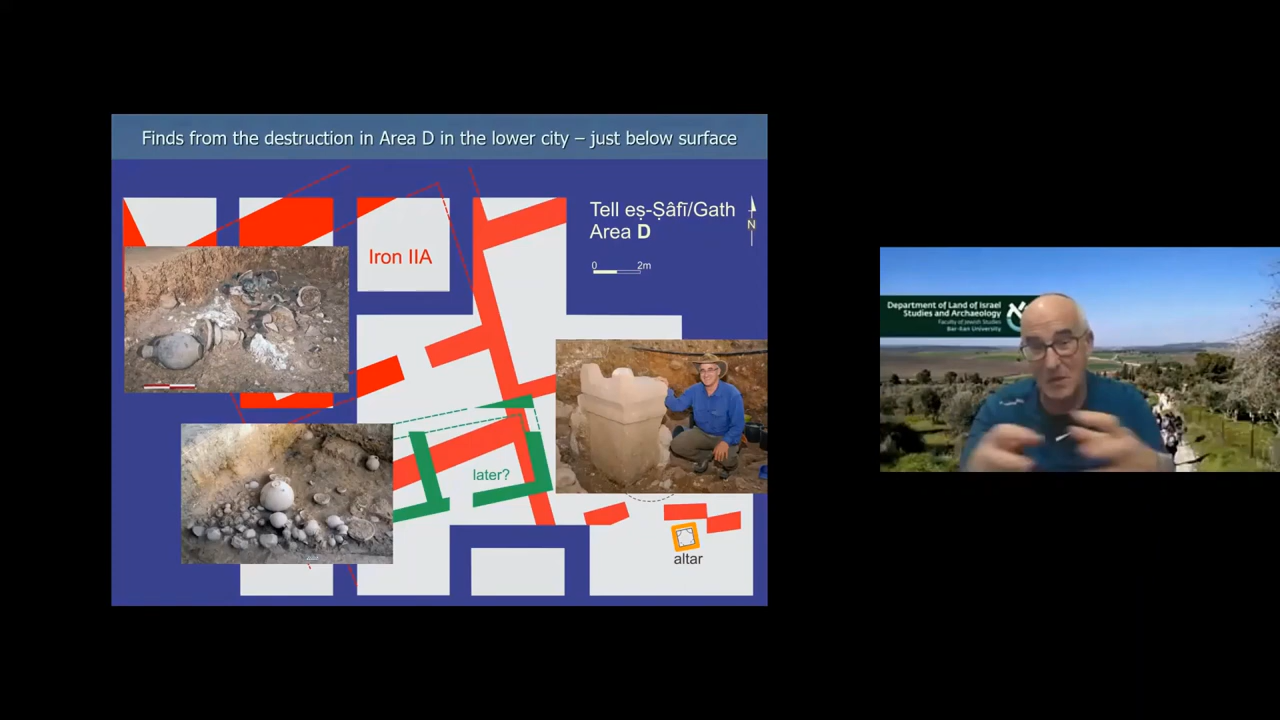 Finds from the destruction in Area D in the lower city – just below surface
Tell eṣ-Ṣâfī/Gath
Area D
N
0 2m
Iron IIA
later?
altar
Department of Land of Israel
Studies and Archaeology
Faculty of Jewish Studies
Bar-Ilan University